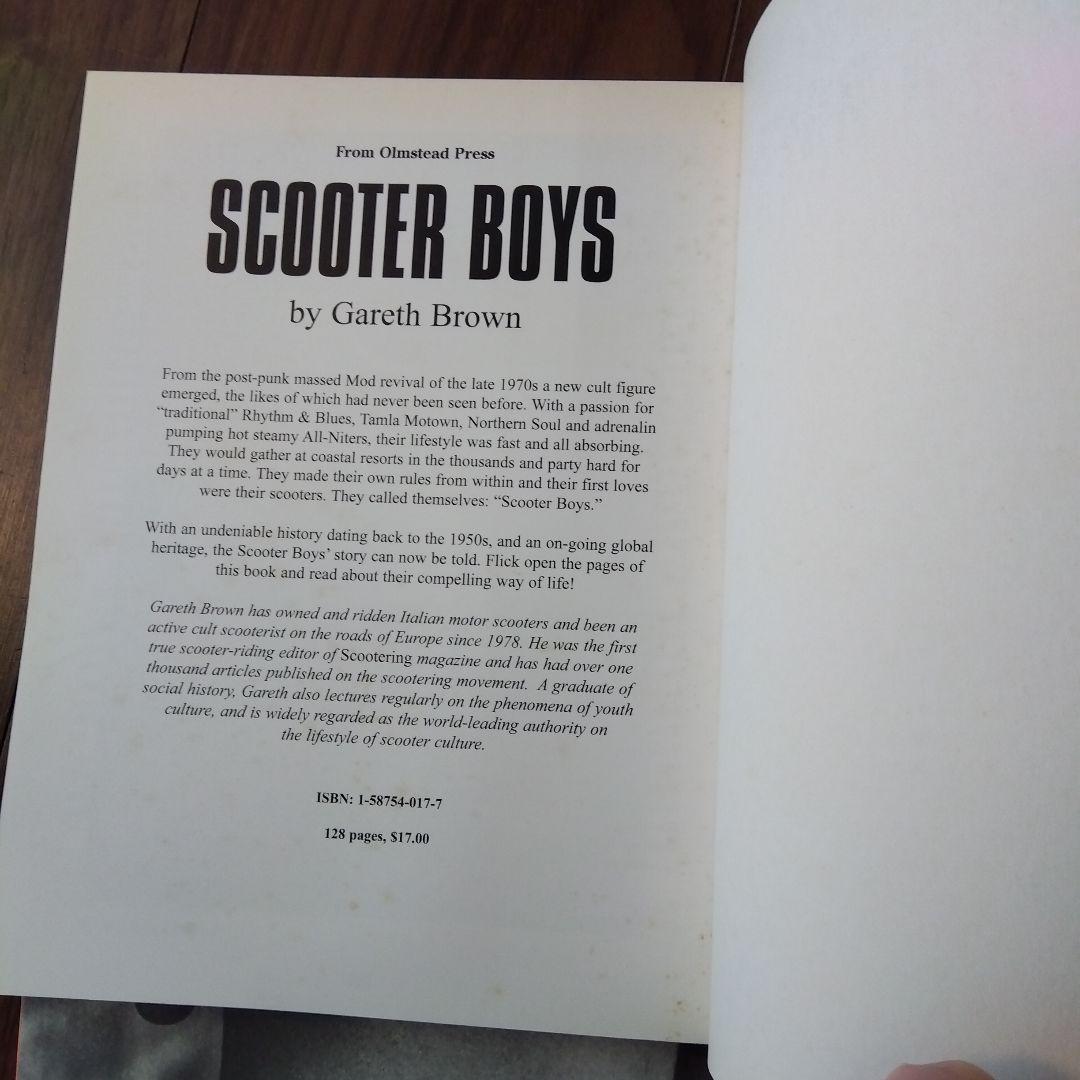 From Olmstead Press
SCOOTER BOYS
by Gareth Brown
From the post-punk massed Mod revival of the late 1970s a new cult figure
emerged, the likes of which had never been seen before. With a passion for
“traditional” Rhythm & Blues, Tamla Motown, Northern Soul and adrenalin
pumping hot steamy All-Niters, their lifestyle was fast and all absorbing.
They would gather at coastal resorts in the thousands and party hard for
days at a time. They made their own rules from within and their first loves
were their scooters. They called themselves: “Scooter Boys.”
With an undeniable history dating back to the 1950s, and an on-going global
heritage, the Scooter Boys’ story can now be told. Flick open the pages of
this book and read about their compelling way of life!
Gareth Brown has owned and ridden Italian motor scooters and been an
active cult scooterist on the roads of Europe since 1978. He was the first
true scooter-riding editor of Scootering magazine and has had over one
thousand articles published on the scootering movement. A graduate of
social history, Gareth also lectures regularly on the phenomena of youth
culture, and is widely regarded as the world-leading authority on
the lifestyle of scooter culture.
ISBN: 1-58754-017-7
128 pages, $17.00